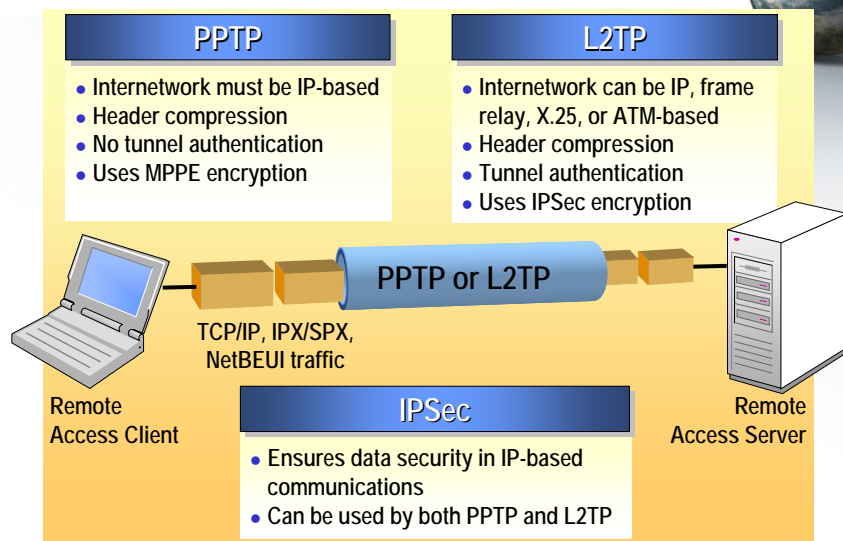 PPTP
• Internetwork must be IP-based
• Header compression
• No tunnel authentication
• Uses MPPE encryption
L2TP
• Internetwork can be IP, frame
relay, X.25, or ATM-based
• Header compression
• Tunnel authentication
• Uses IPSec encryption
PPTP or L2TP
TCP/IP, IPX/SPX,
NetBEUI traffic
Remote
Access Client
Remote
Access Server
IPSec
• Ensures data security in IP-based
communications
• Can be used by both PPTP and L2TP